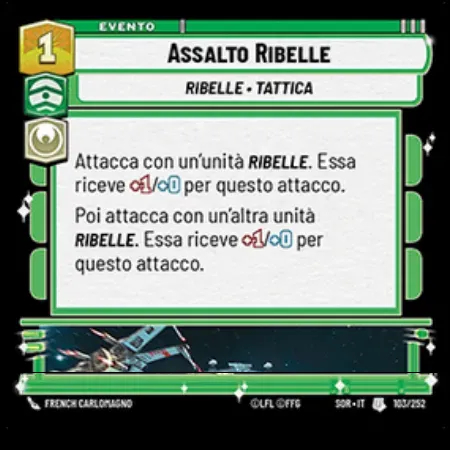 EVENTO
1
ASSALTO RIBELLE
RIBELLE • TATTICA
Attacca con un'unità RIBELLE. Essa
riceve +1/+0 per questo attacco.
Poi attacca con un'altra unità
RIBELLE. Essa riceve +1/+0 per
questo attacco.
FRENCH CARLOMAGNO
©LFL ©FFG
SOR • IT
103/252